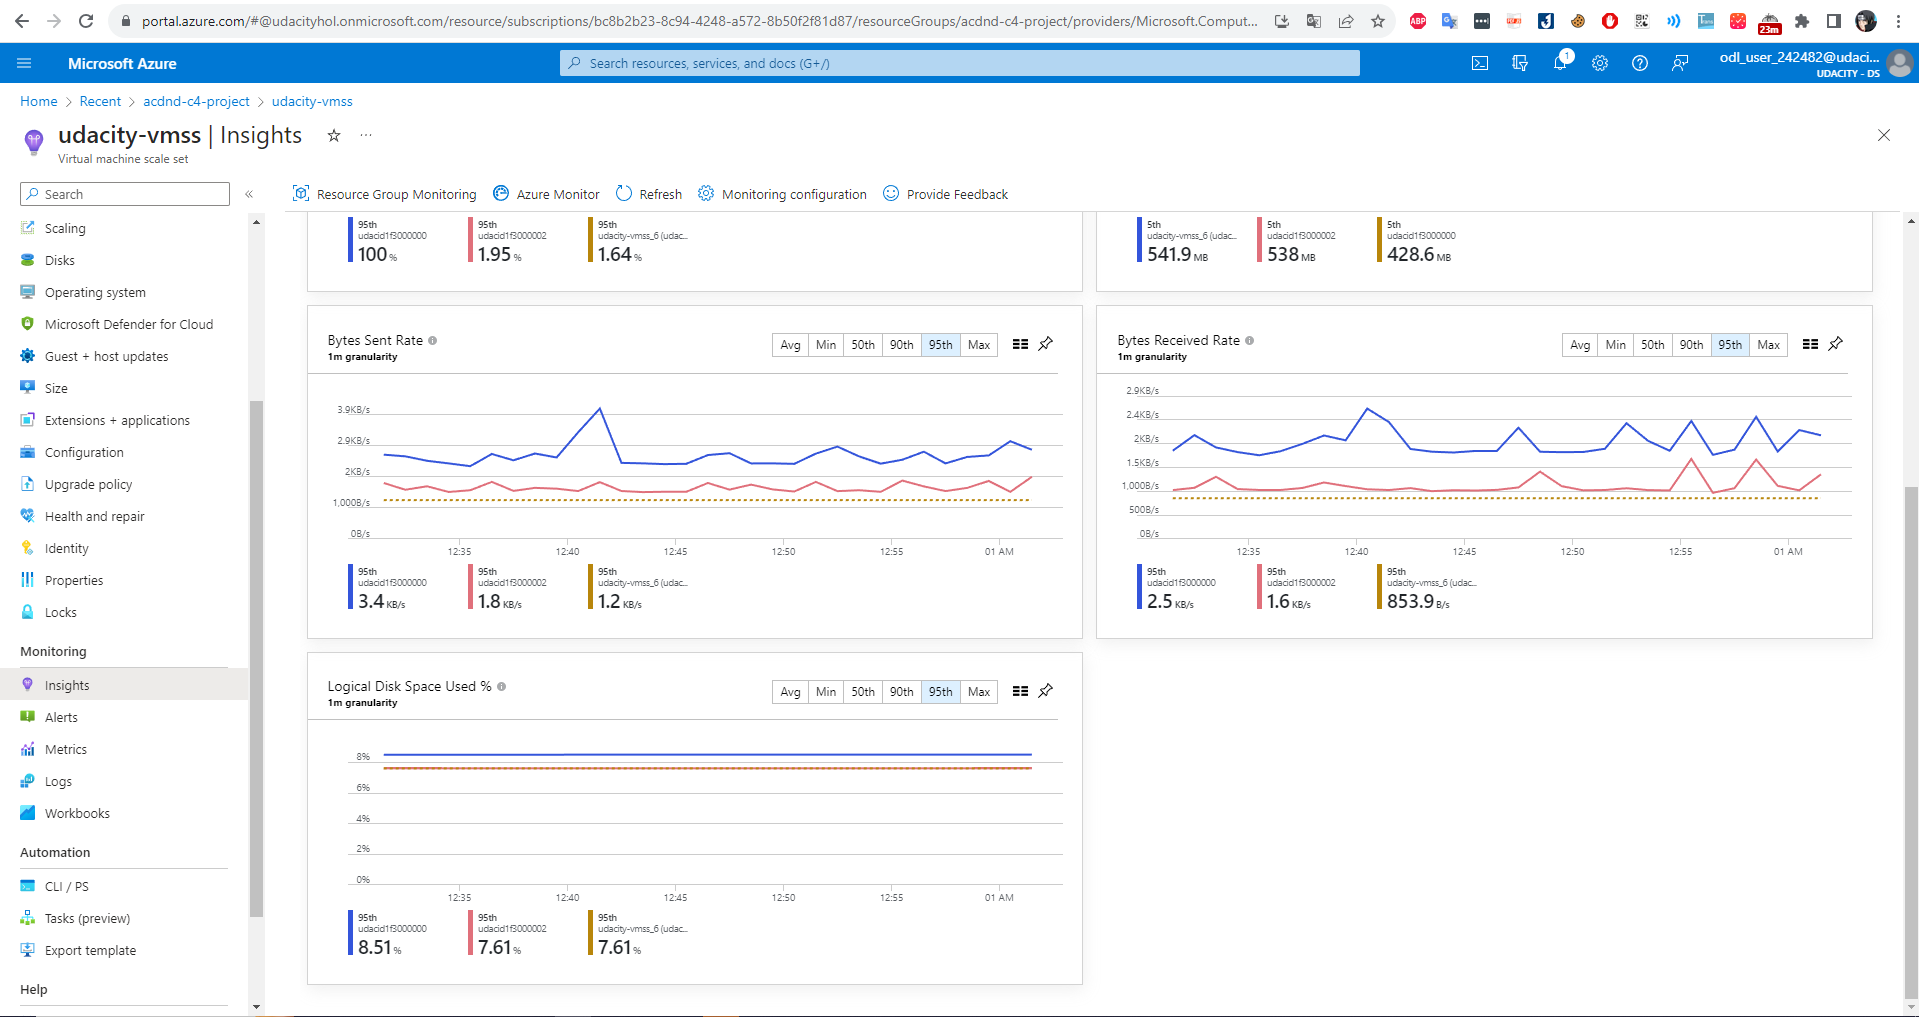 portal.azure.com/#@udacityhol.onmicrosoft.com/resource/subscriptions/bc8b2b23-8c94-4248-a572-8b50f2f81d87/resourceGroups/acdnd-c4-project/providers/Microsoft.Comput...
ABP
23m
Microsoft Azure
Search resources, services, and docs (G+/)
1
odl_user_242482@udaci...
UDACITY - DS
Home > Recent > acdnd-c4-project > udacity-vmss
udacity-vmss | Insights
Virtual machine scale set
Search
Resource Group Monitoring
Azure Monitor
Refresh
Monitoring configuration
Provide Feedback
Scaling
Disks
Operating system
Microsoft Defender for Cloud
Guest + host updates
Size
Extensions + applications
Configuration
Upgrade policy
Health and repair
Identity
Properties
Locks
Monitoring
Insights
Alerts
Metrics
Logs
Workbooks
Automation
CLI / PS
Tasks (preview)
Export template
Help
95th
udacid1f3000000
100 %
95th
udacid1f3000002
1.95 %
95th
udacity-vmss_6 (udac...
1.64 %
5th
udacity-vmss_6 (udac...
541.9 MB
5th
udacid1f3000002
538 MB
5th
udacid1f3000000
428.6 MB
Bytes Sent Rate
1m granularity
Avg Min 50th 90th 95th Max
3.9KB/s
2.9KB/s
2KB/s
1,000B/s
0B/s
12:35 12:40 12:45 12:50 12:55 01 AM
95th
udacid1f3000000
3.4 KB/s
95th
udacid1f3000002
1.8 KB/s
95th
udacity-vmss_6 (udac...
1.2 KB/s
Bytes Received Rate
1m granularity
Avg Min 50th 90th 95th Max
2.9KB/s
2.4KB/s
2KB/s
1.5KB/s
1,000B/s
500B/s
0B/s
12:35 12:40 12:45 12:50 12:55 01 AM
95th
udacid1f3000000
2.5 KB/s
95th
udacid1f3000002
1.6 KB/s
95th
udacity-vmss_6 (udac...
853.9 B/s
Logical Disk Space Used %
1m granularity
Avg Min 50th 90th 95th Max
8%
6%
4%
2%
0%
12:35 12:40 12:45 12:50 12:55 01 AM
95th
udacid1f3000000
8.51 %
95th
udacid1f3000002
7.61 %
95th
udacity-vmss_6 (udac...
7.61 %